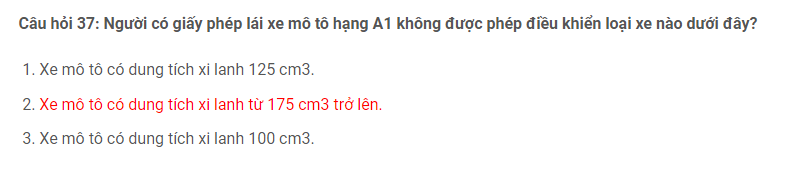 Câu hỏi 37: Người có giấy phép lái xe mô tô hạng A1 không được phép điều khiển loại xe nào dưới đây?
1. Xe mô tô có dung tích xi lanh 125 cm3.
2. Xe mô tô có dung tích xi lanh từ 175 cm3 trở lên.
3. Xe mô tô có dung tích xi lanh 100 cm3.